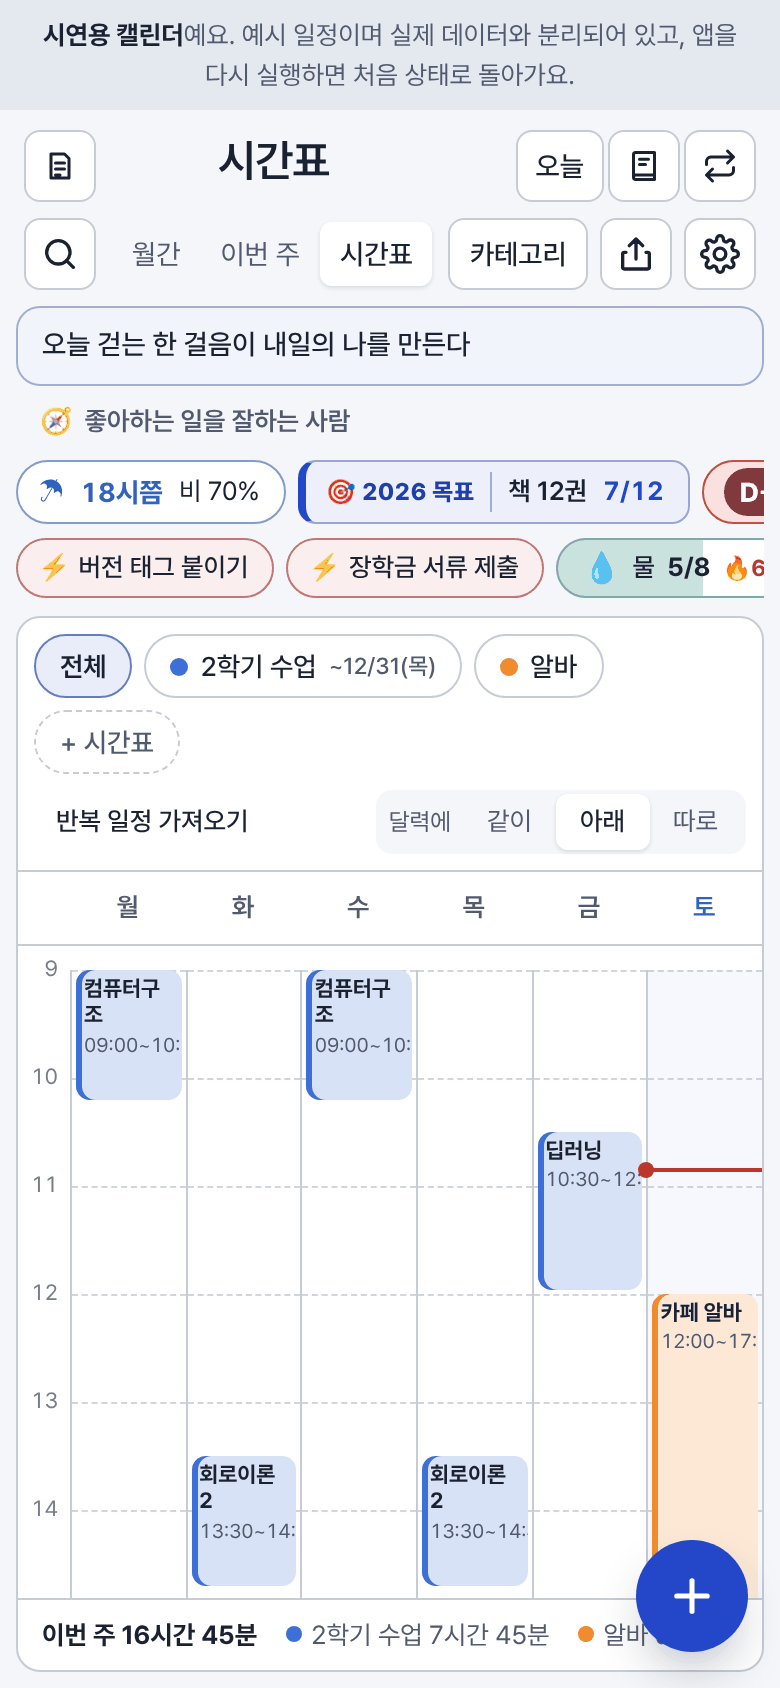 시연용 캘린더예요. 예시 일정이며 실제 데이터와 분리되어 있고, 앱을
다시 실행하면 처음 상태로 돌아가요.
시간표
오늘
월간 이번 주 시간표 카테고리
오늘 걷는 한 걸음이 내일의 나를 만든다
좋아하는 일을 잘하는 사람
18시쯤 비 70% 2026 목표 책 12권 7/12
버전 태그 붙이기 장학금 서류 제출 물 5/8 6
전체 2학기 수업 ~12/31(목) 알바
+ 시간표
반복 일정 가져오기 달력에 같이 아래 따로
월 화 수 목 금 토
9
컴퓨터구
조
09:00~10:
컴퓨터구
조
09:00~10:
10
딥러닝
10:30~12:
11
12
카페 알바
12:00~17:
13
회로이론
2
13:30~14:
회로이론
2
13:30~14:
14
이번 주 16시간 45분 2학기 수업 7시간 45분 알바